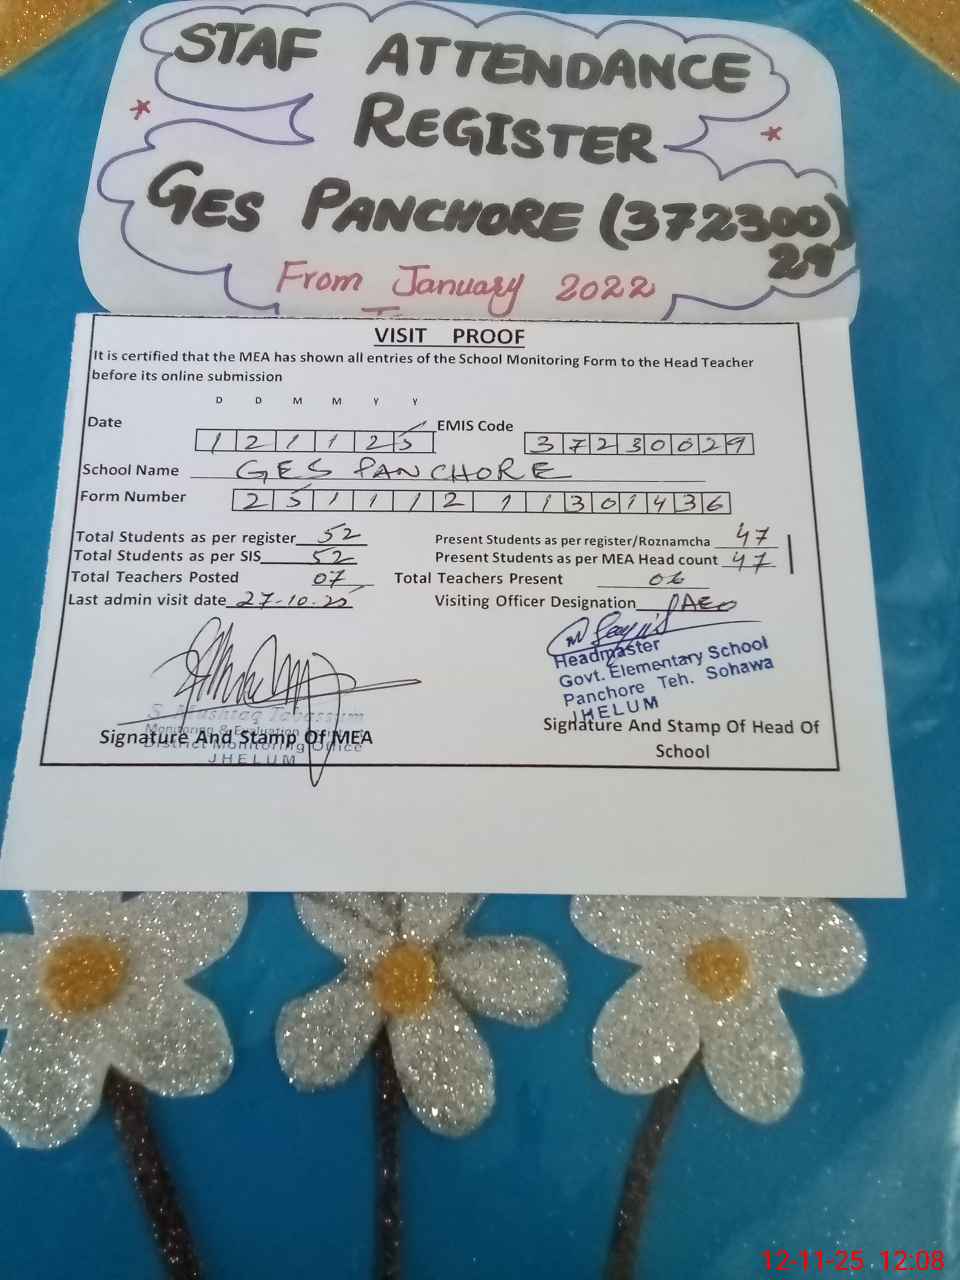 STAF ATTENDANCE
REGISTER
GES PANCHORE (372300)
29
From January 2022
VISIT PROOF
It is certified that the MEA has shown all entries of the School Monitoring Form to the Head Teacher
before its online submission
D D M M Y Y
Date 1 2 1 1 2 5 EMIS Code 3 7 2 3 0 0 2 9
School Name GES PANCHORE
Form Number 2 5 1 1 1 2 1 1 3 0 1 4 3 6
Total Students as per register 52 Present Students as per register/Roznamcha 47
Total Students as per SIS 52 Present Students as per MEA Head count 47
Total Teachers Posted 07 Total Teachers Present 06
Last admin visit date 27-10-25 Visiting Officer Designation AEO
Headmaster
Govt. Elementary School
Panchore Teh. Sohawa
JHELUM
S. Mushtaq Tabassum
Monitoring & Evaluation
District Monitoring Office
JHELUM
Signature And Stamp Of MEA
Signature And Stamp Of Head Of
School
12-11-25 12:08